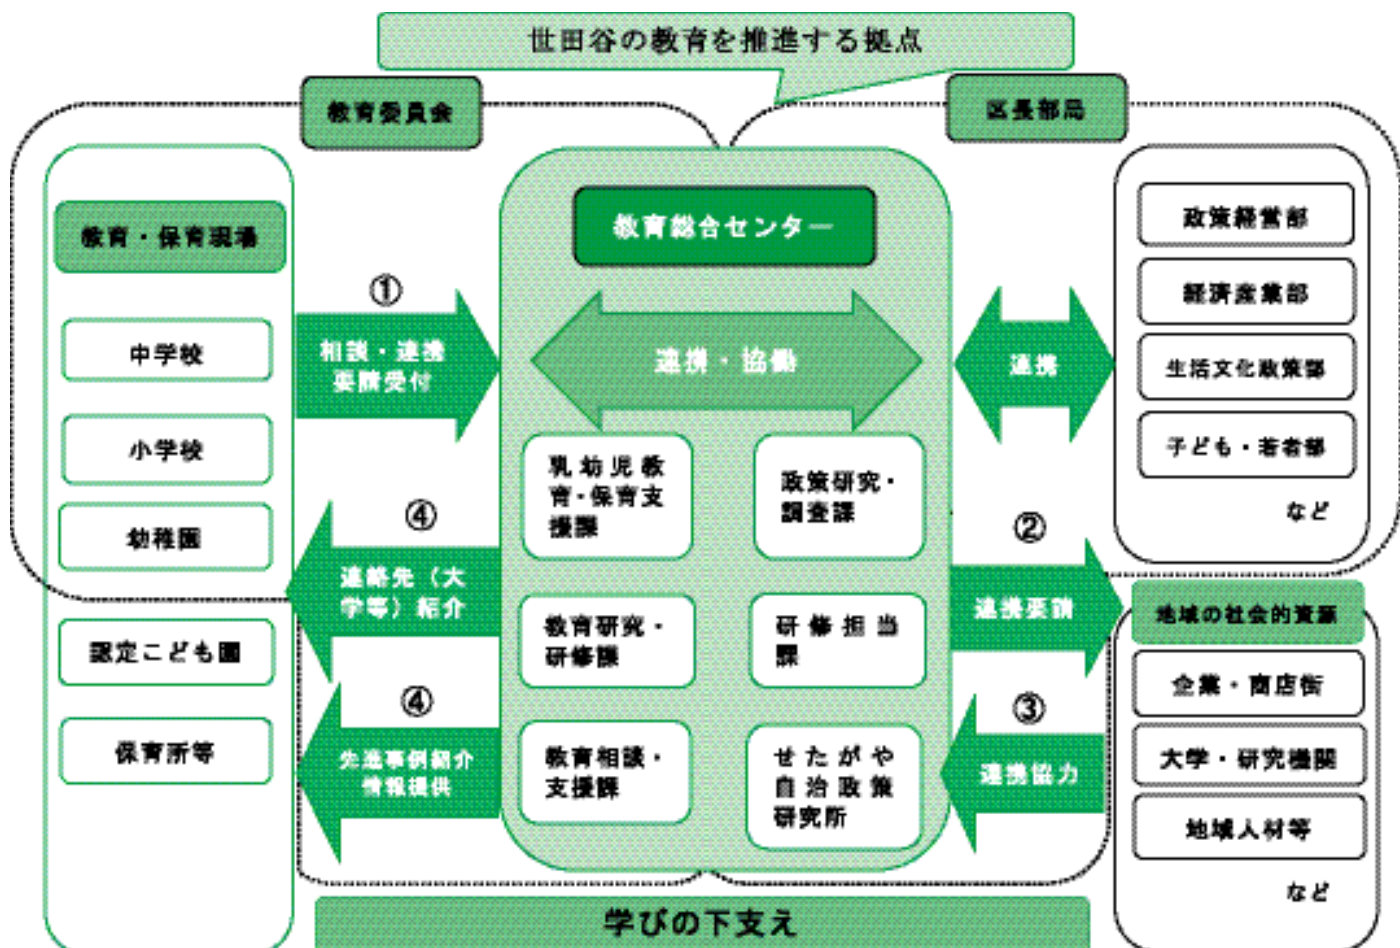 世田谷の教育を推進する拠点
教育委員会
区長部局
教育・保育現場
中学校
小学校
幼稚園
認定こども園
保育所等
①
相談・連携
要請受付
④
連絡先（大
学等）紹介
④
先進事例紹介
情報提供
教育総合センター
連携・協働
乳幼児教
育・保育支
援課
政策研究・
調査課
教育研究・
研修課
研修担当
課
教育相談・
支援課
せたがや
自治政策
研究所
連携
②
連携要請
③
連携協力
政策経営部
経済産業部
生活文化政策部
子ども・若者部
など
地域の社会的資源
企業・商店街
大学・研究機関
地域人材等
など
学びの下支え